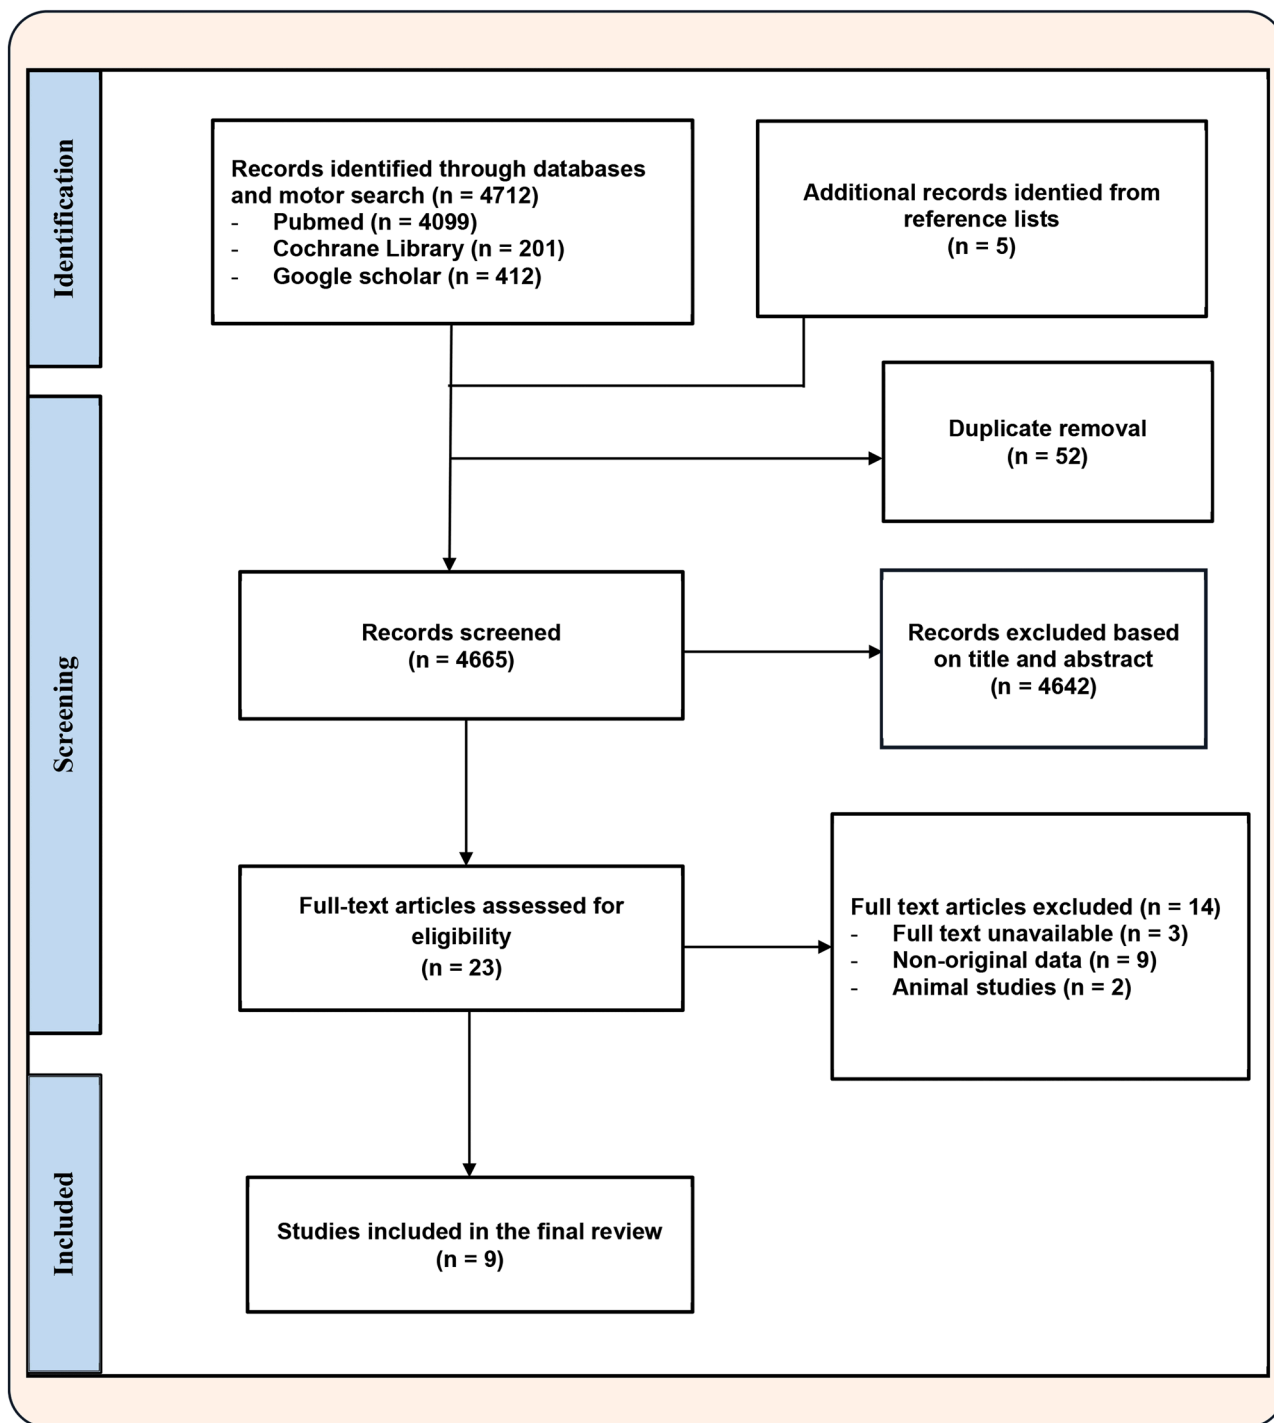 Identification
Records identified through databases
and motor search (n = 4712)
- Pubmed (n = 4099)
- Cochrane Library (n = 201)
- Google scholar (n = 412)
Additional records identied from
reference lists
(n = 5)
Duplicate removal
(n = 52)
Screening
Records screened
(n = 4665)
Records excluded based
on title and abstract
(n = 4642)
Full-text articles assessed for
eligibility
(n = 23)
Full text articles excluded (n = 14)
- Full text unavailable (n = 3)
- Non-original data (n = 9)
- Animal studies (n = 2)
Included
Studies included in the final review
(n = 9)